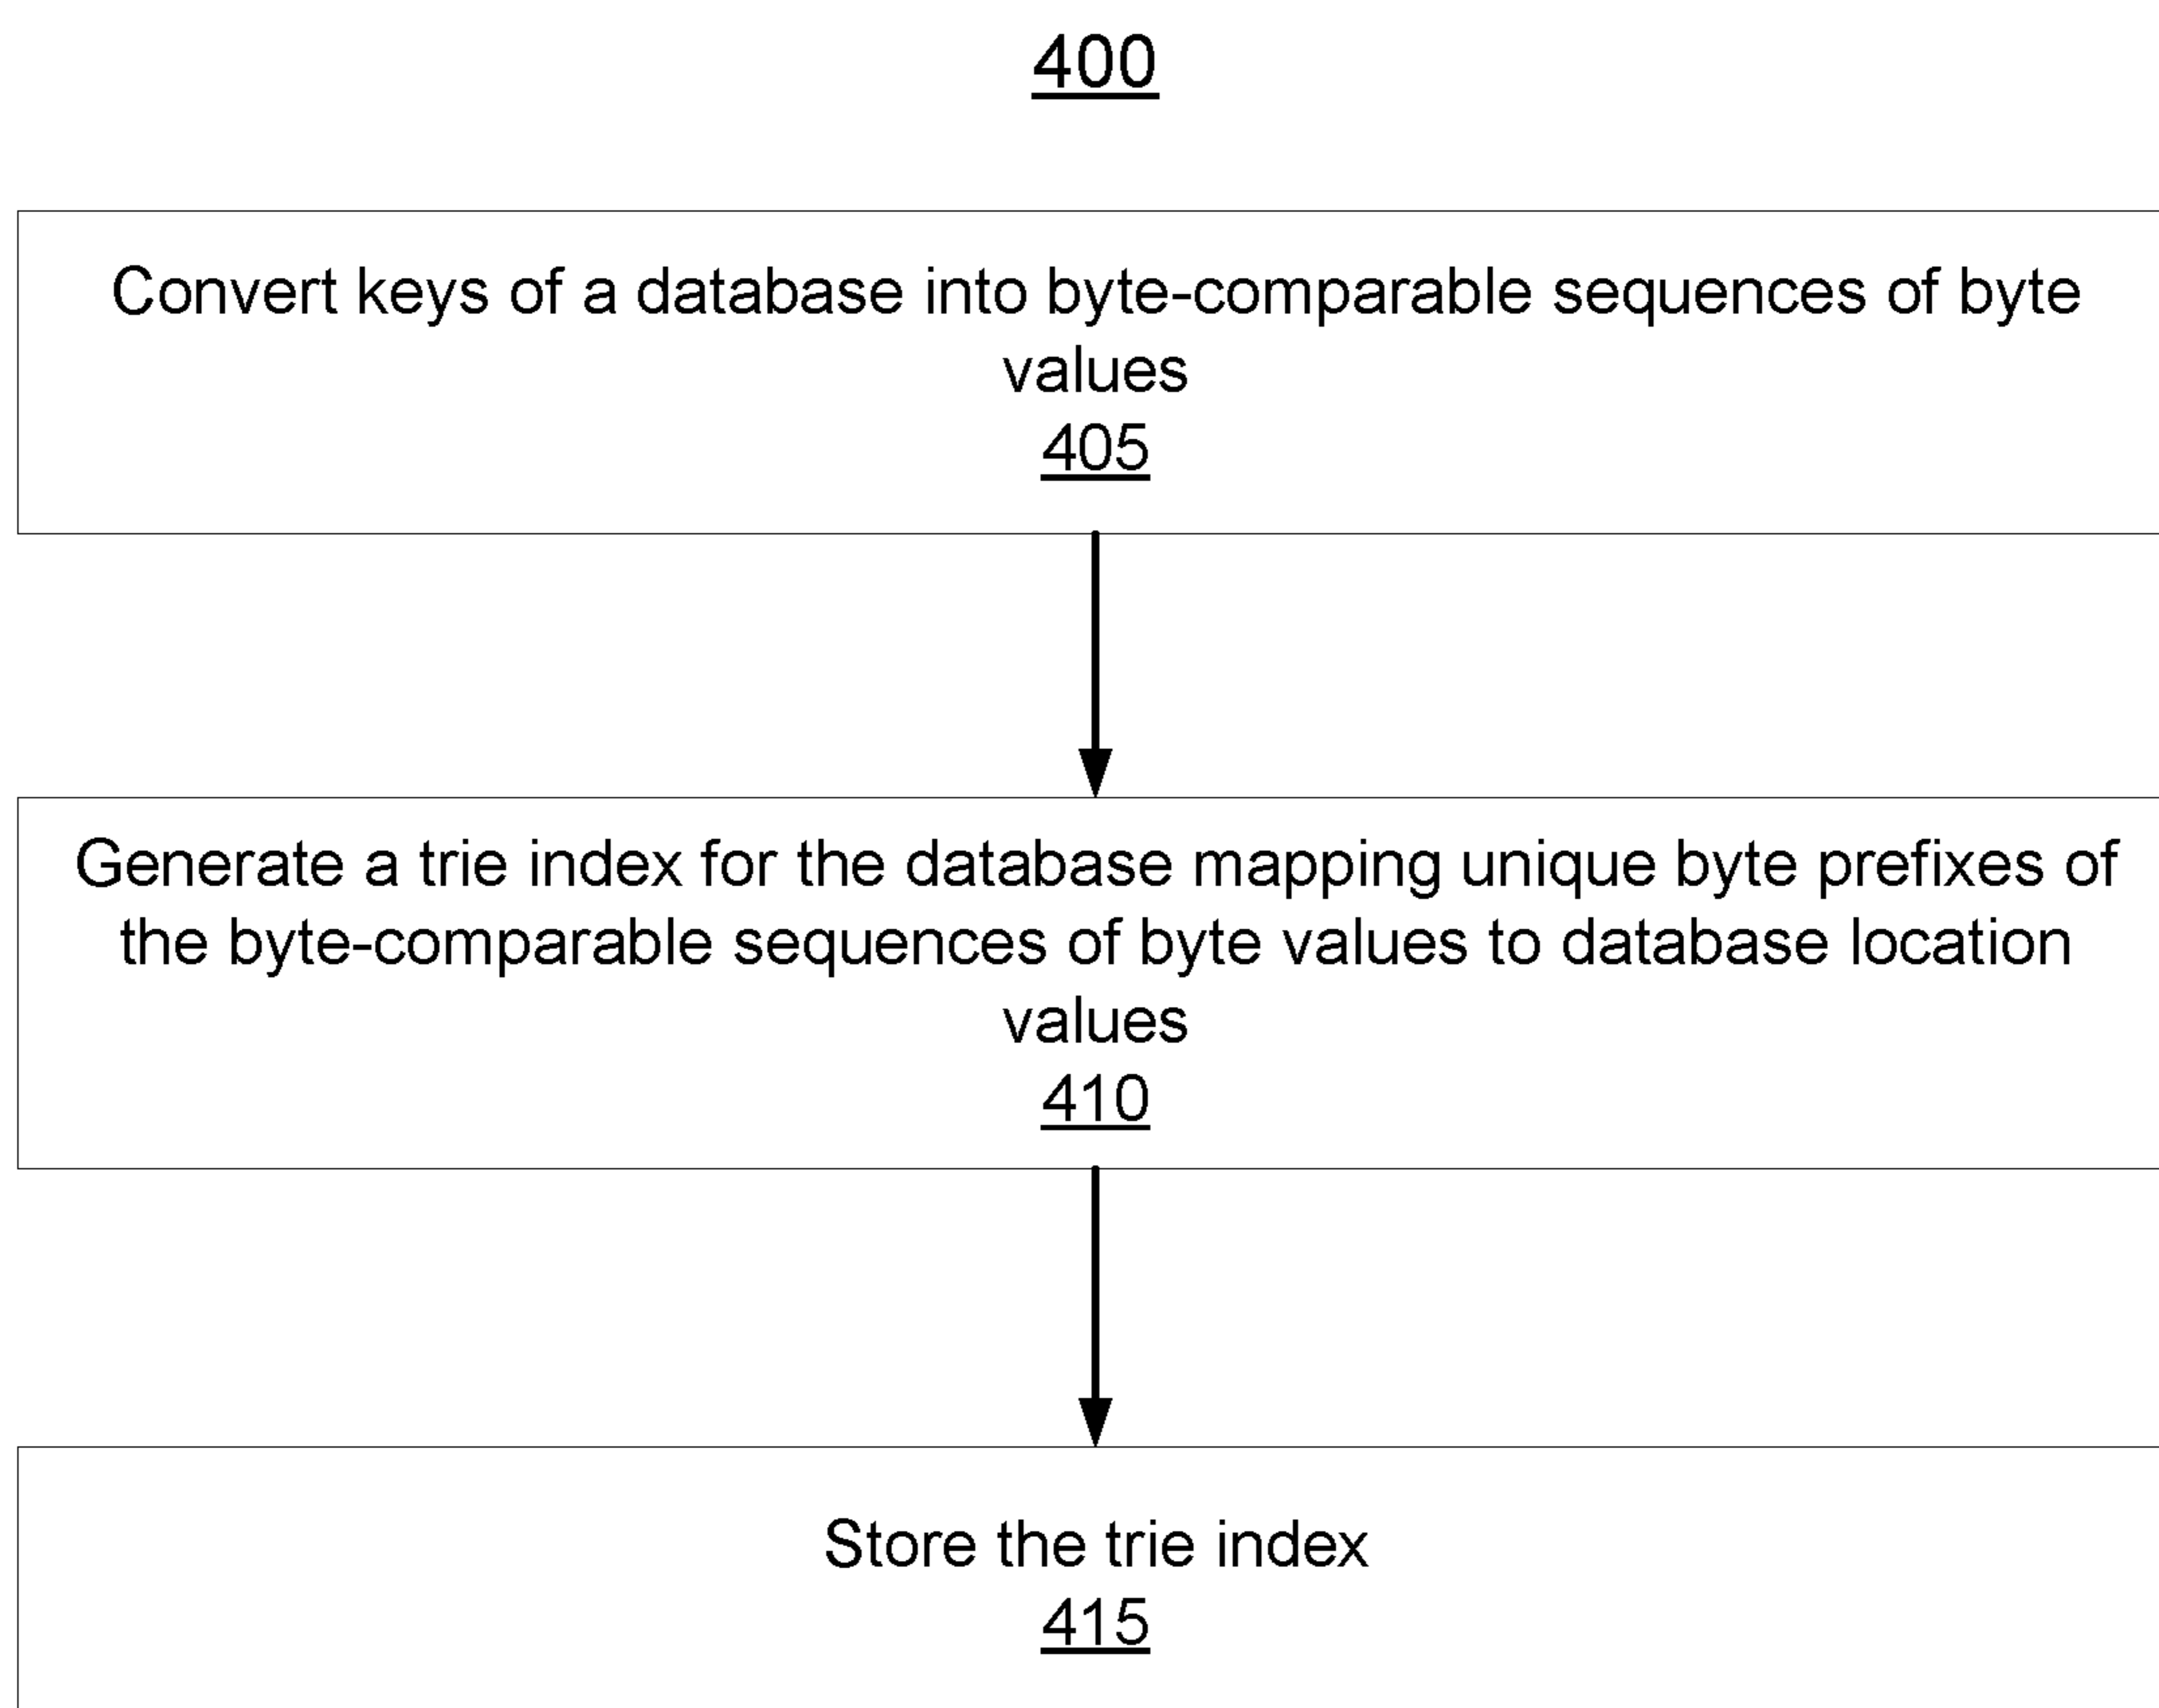 400
Convert keys of a database into byte-comparable sequences of byte
values
405
Generate a trie index for the database mapping unique byte prefixes of
the byte-comparable sequences of byte values to database location
values
410
Store the trie index
415